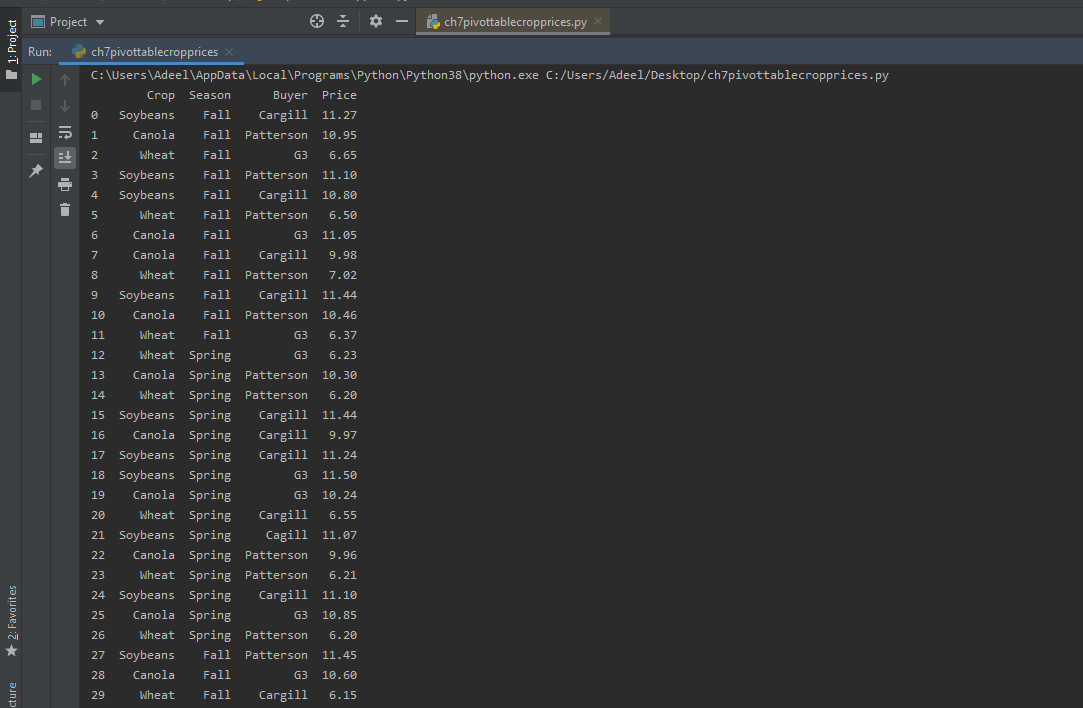 Project
ch7pivottablecropprices.py
1: Project
Run: ch7pivottablecropprices
C:\Users\Adeel\AppData\Local\Programs\Python\Python38\python.exe C:/Users/Adeel/Desktop/ch7pivottablecropprices.py
Crop Season Buyer Price
0 Soybeans Fall Cargill 11.27
1 Canola Fall Patterson 10.95
2 Wheat Fall G3 6.65
3 Soybeans Fall Patterson 11.10
4 Soybeans Fall Cargill 10.80
5 Wheat Fall Patterson 6.50
6 Canola Fall G3 11.05
7 Canola Fall Cargill 9.98
8 Wheat Fall Patterson 7.02
9 Soybeans Fall Cargill 11.44
10 Canola Fall Patterson 10.46
11 Wheat Fall G3 6.37
12 Wheat Spring G3 6.23
13 Canola Spring Patterson 10.30
14 Wheat Spring Patterson 6.20
15 Soybeans Spring Cargill 11.44
16 Canola Spring Cargill 9.97
17 Soybeans Spring Cargill 11.24
18 Soybeans Spring G3 11.50
19 Canola Spring G3 10.24
20 Wheat Spring Cargill 6.55
21 Soybeans Spring Cagill 11.07
22 Canola Spring Patterson 9.96
23 Wheat Spring Patterson 6.21
24 Soybeans Spring Cargill 11.10
25 Canola Spring G3 10.85
26 Wheat Spring Patterson 6.20
27 Soybeans Fall Patterson 11.45
28 Canola Fall G3 10.60
29 Wheat Fall Cargill 6.15
2: Favorites
cture